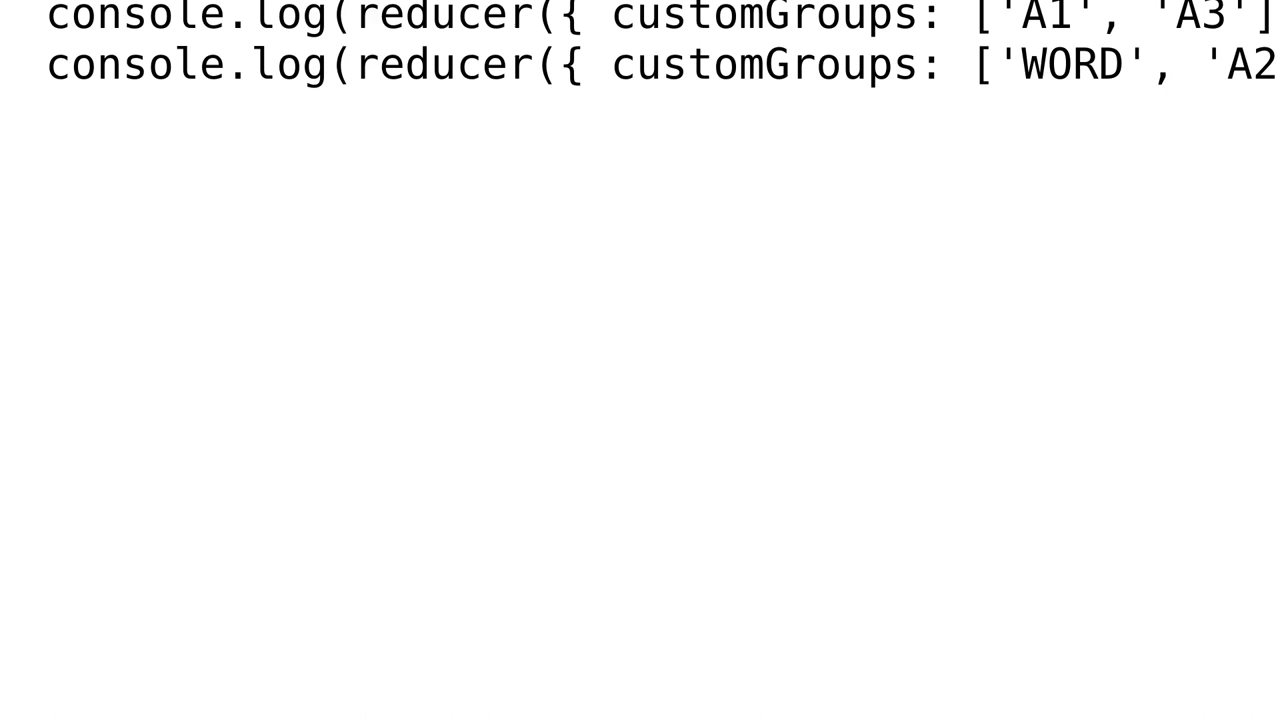 console.log(reducer({ customGroups: ['A1', 'A3']
console.log(reducer({ customGroups: ['WORD', 'A2